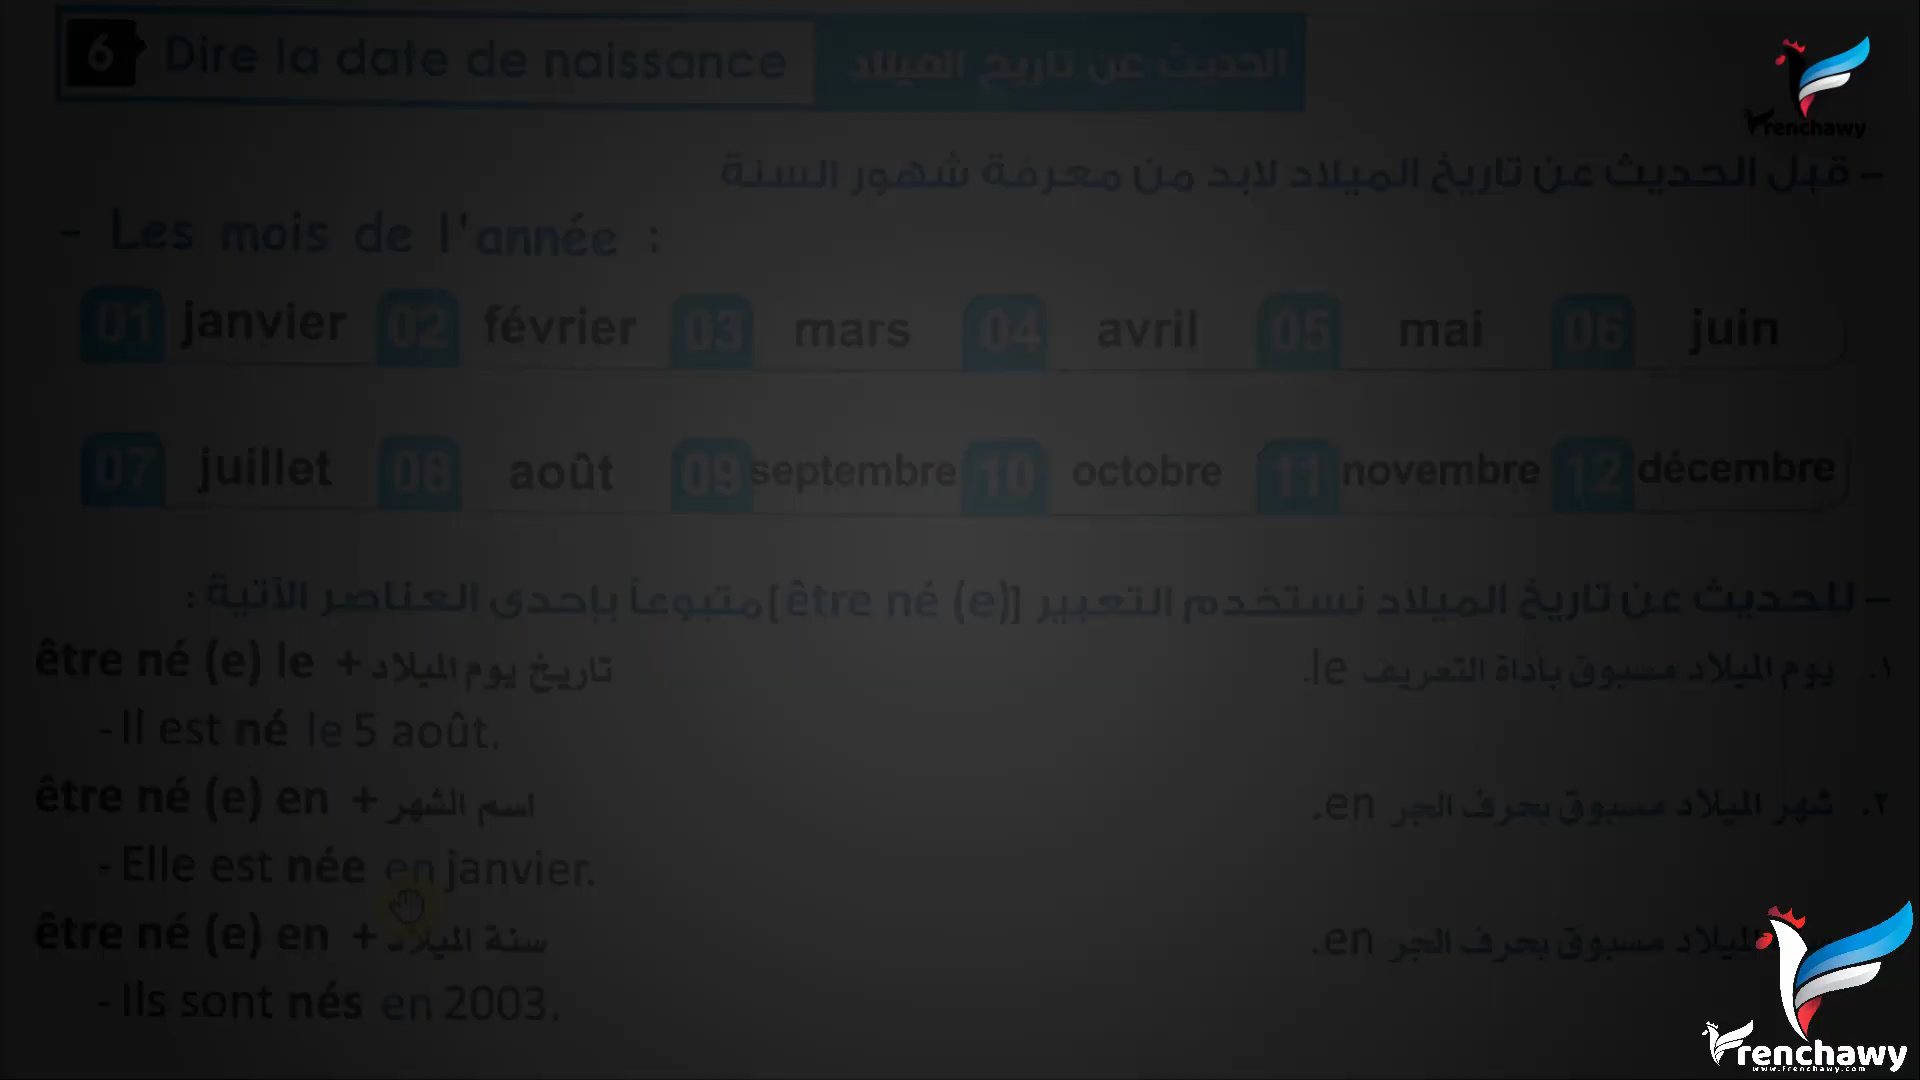 6 Dire la date de naissance الحديث عن تاريخ الميلاد
renchawy
– قبل الحديث عن تاريخ الميلاد لابد من معرفة شهور السنة
- Les mois de l'année :
01 janvier 02 février 03 mars 04 avril 05 mai 06 juin
07 juillet 08 août 09 septembre 10 octobre 11 novembre 12 décembre
– للحديث عن تاريخ الميلاد نستخدم التعبير [être né (e)] متبوعاً بإحدى العناصر الآتية :
١. يوم الميلاد مسبوق بأداة التعريف le.
être né (e) le + تاريخ يوم الميلاد
- Il est né le 5 août.
٢. شهر الميلاد مسبوق بحرف الجر en.
être né (e) en + اسم الشهر
- Elle est née en janvier.
الميلاد مسبوق بحرف الجر en.
être né (e) en + سنة الميلاد
- Ils sont nés en 2003.
renchawy
www.frenchawy.com